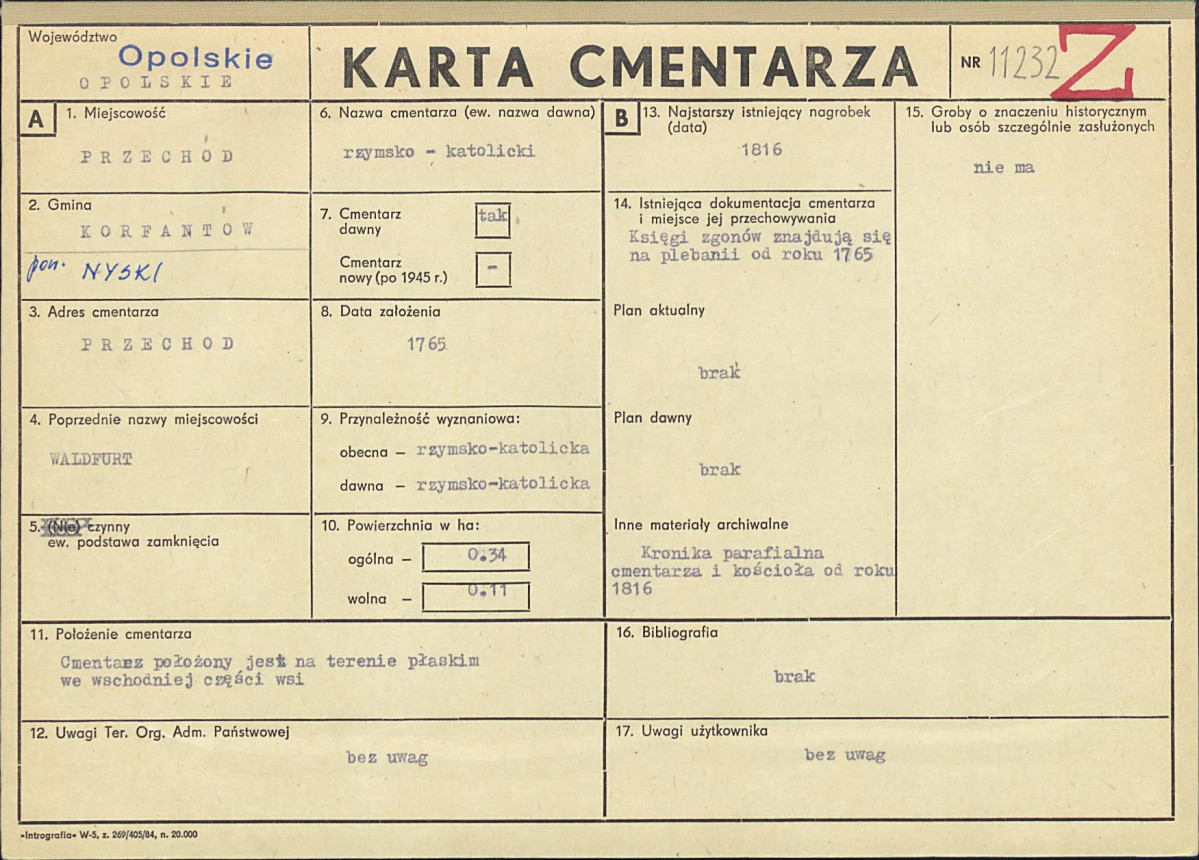 Województwo
Opolskie
OPOLSKIE
KARTA CMENTARZA
NR 11232 Z
A
1. Miejscowość
PRZECHOD
2. Gmina
KORFANTOW
pow. NYSKI
3. Adres cmentarza
PRZECHOD
4. Poprzednie nazwy miejscowości
WALDFURT
5. (Nie) czynny
ew. podstawa zamknięcia
6. Nazwa cmentarza (ew. nazwa dawna)
rzymsko - katolicki
7. Cmentarz
dawny
tak
Cmentarz
nowy (po 1945 r.)
-
8. Data założenia
1765
9. Przynależność wyznaniowa:
obecna – rzymsko-katolicka
dawna – rzymsko-katolicka
10. Powierzchnia w ha:
ogólna – 0.34
wolna – 0.11
11. Położenie cmentarza
Cmentarz położony jest na terenie płaskim
we wschodniej części wsi
12. Uwagi Ter. Org. Adm. Państwowej
bez uwag
B
13. Najstarszy istniejący nagrobek
(data)
1816
14. Istniejąca dokumentacja cmentarza
i miejsce jej przechowywania
Księgi zgonów znajdują się
na plebanii od roku 1765
Plan aktualny
brak
Plan dawny
brak
Inne materiały archiwalne
Kronika parafialna
cmentarza i kościoła od roku
1816
15. Groby o znaczeniu historycznym
lub osób szczególnie zasłużonych
nie ma
16. Bibliografia
brak
17. Uwagi użytkownika
bez uwag
»Intrografia« W-5, z. 269/405/84, n. 20.000